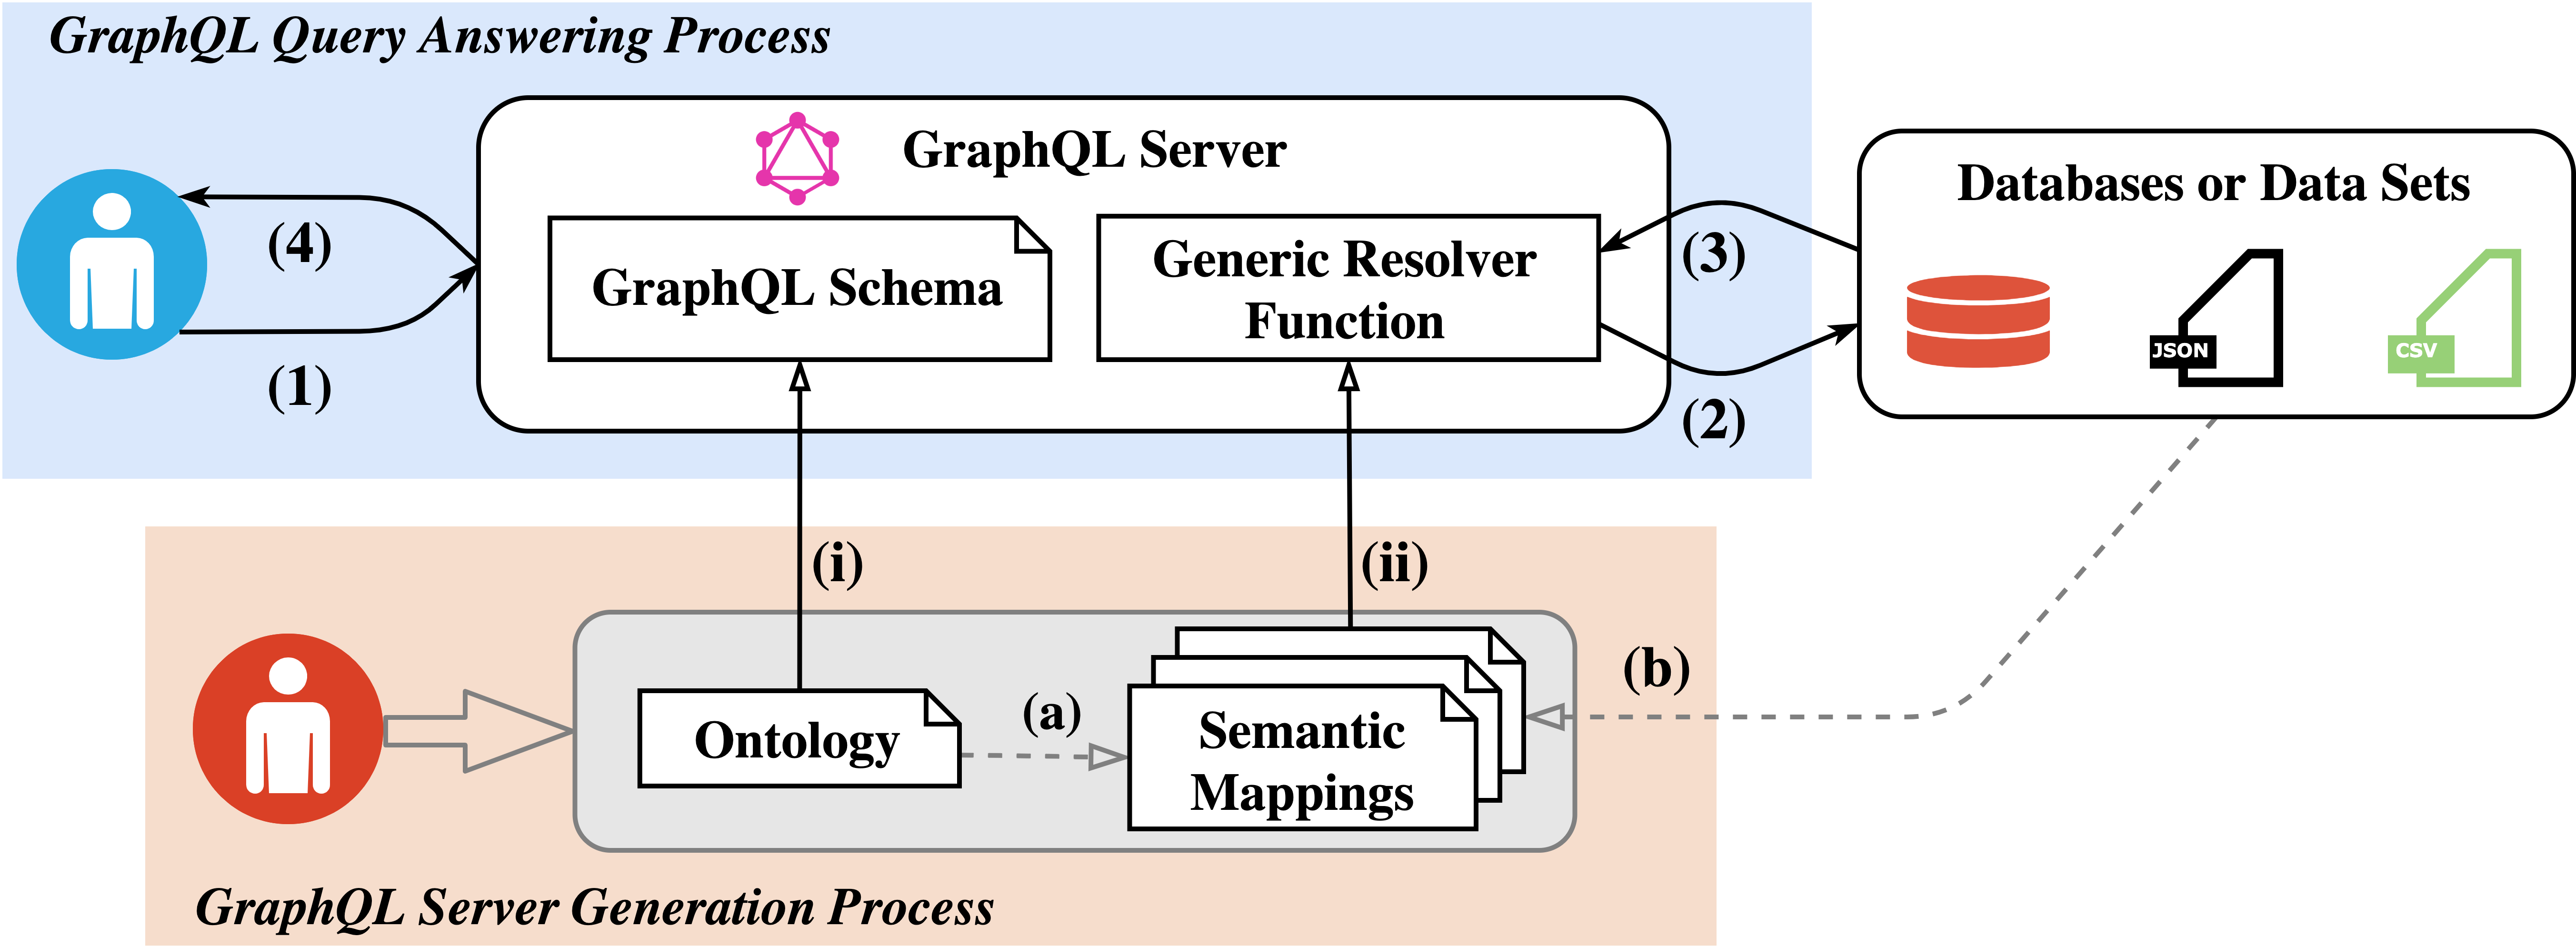 GraphQL Query Answering Process
GraphQL Server
Databases or Data Sets
(4)
(1)
GraphQL Schema
Generic Resolver
Function
(3)
(2)
JSON
CSV
(i)
(ii)
(b)
(a)
Ontology
Semantic
Mappings
GraphQL Server Generation Process